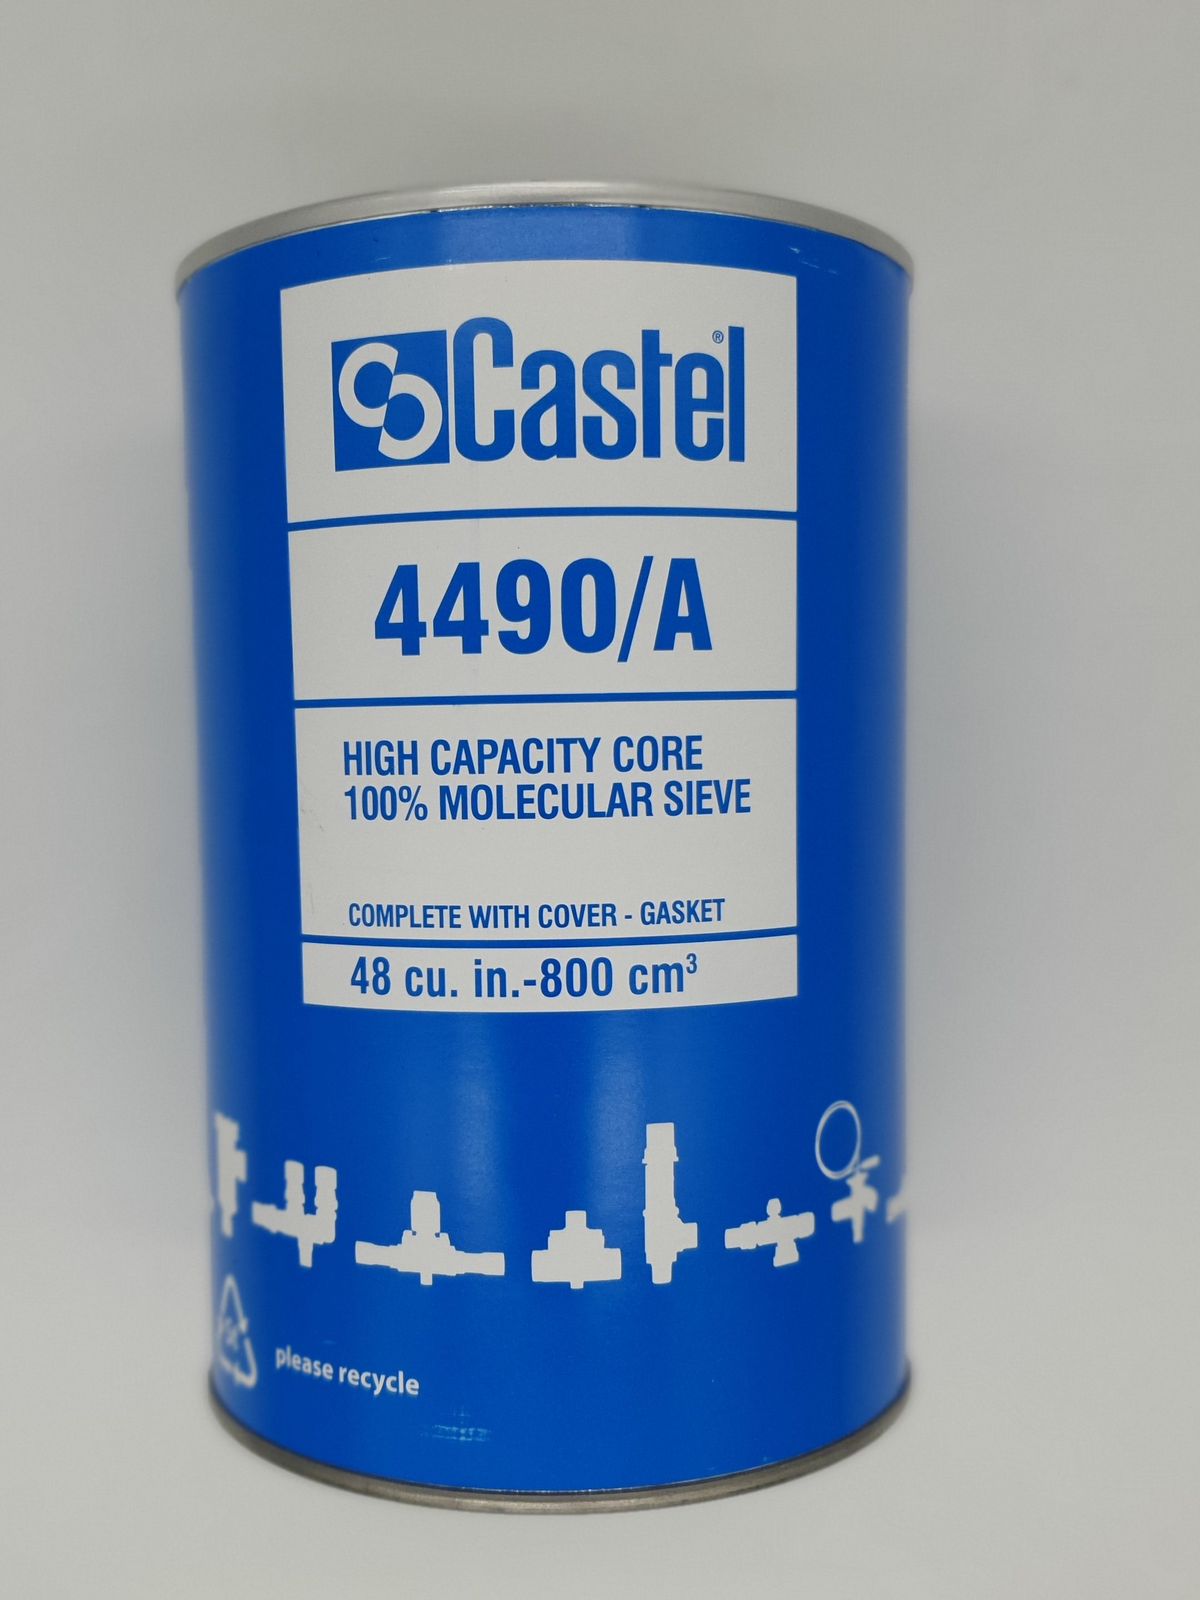 Castel®
4490/A
HIGH CAPACITY CORE
100% MOLECULAR SIEVE
COMPLETE WITH COVER - GASKET
48 cu. in.-800 cm³
please recycle